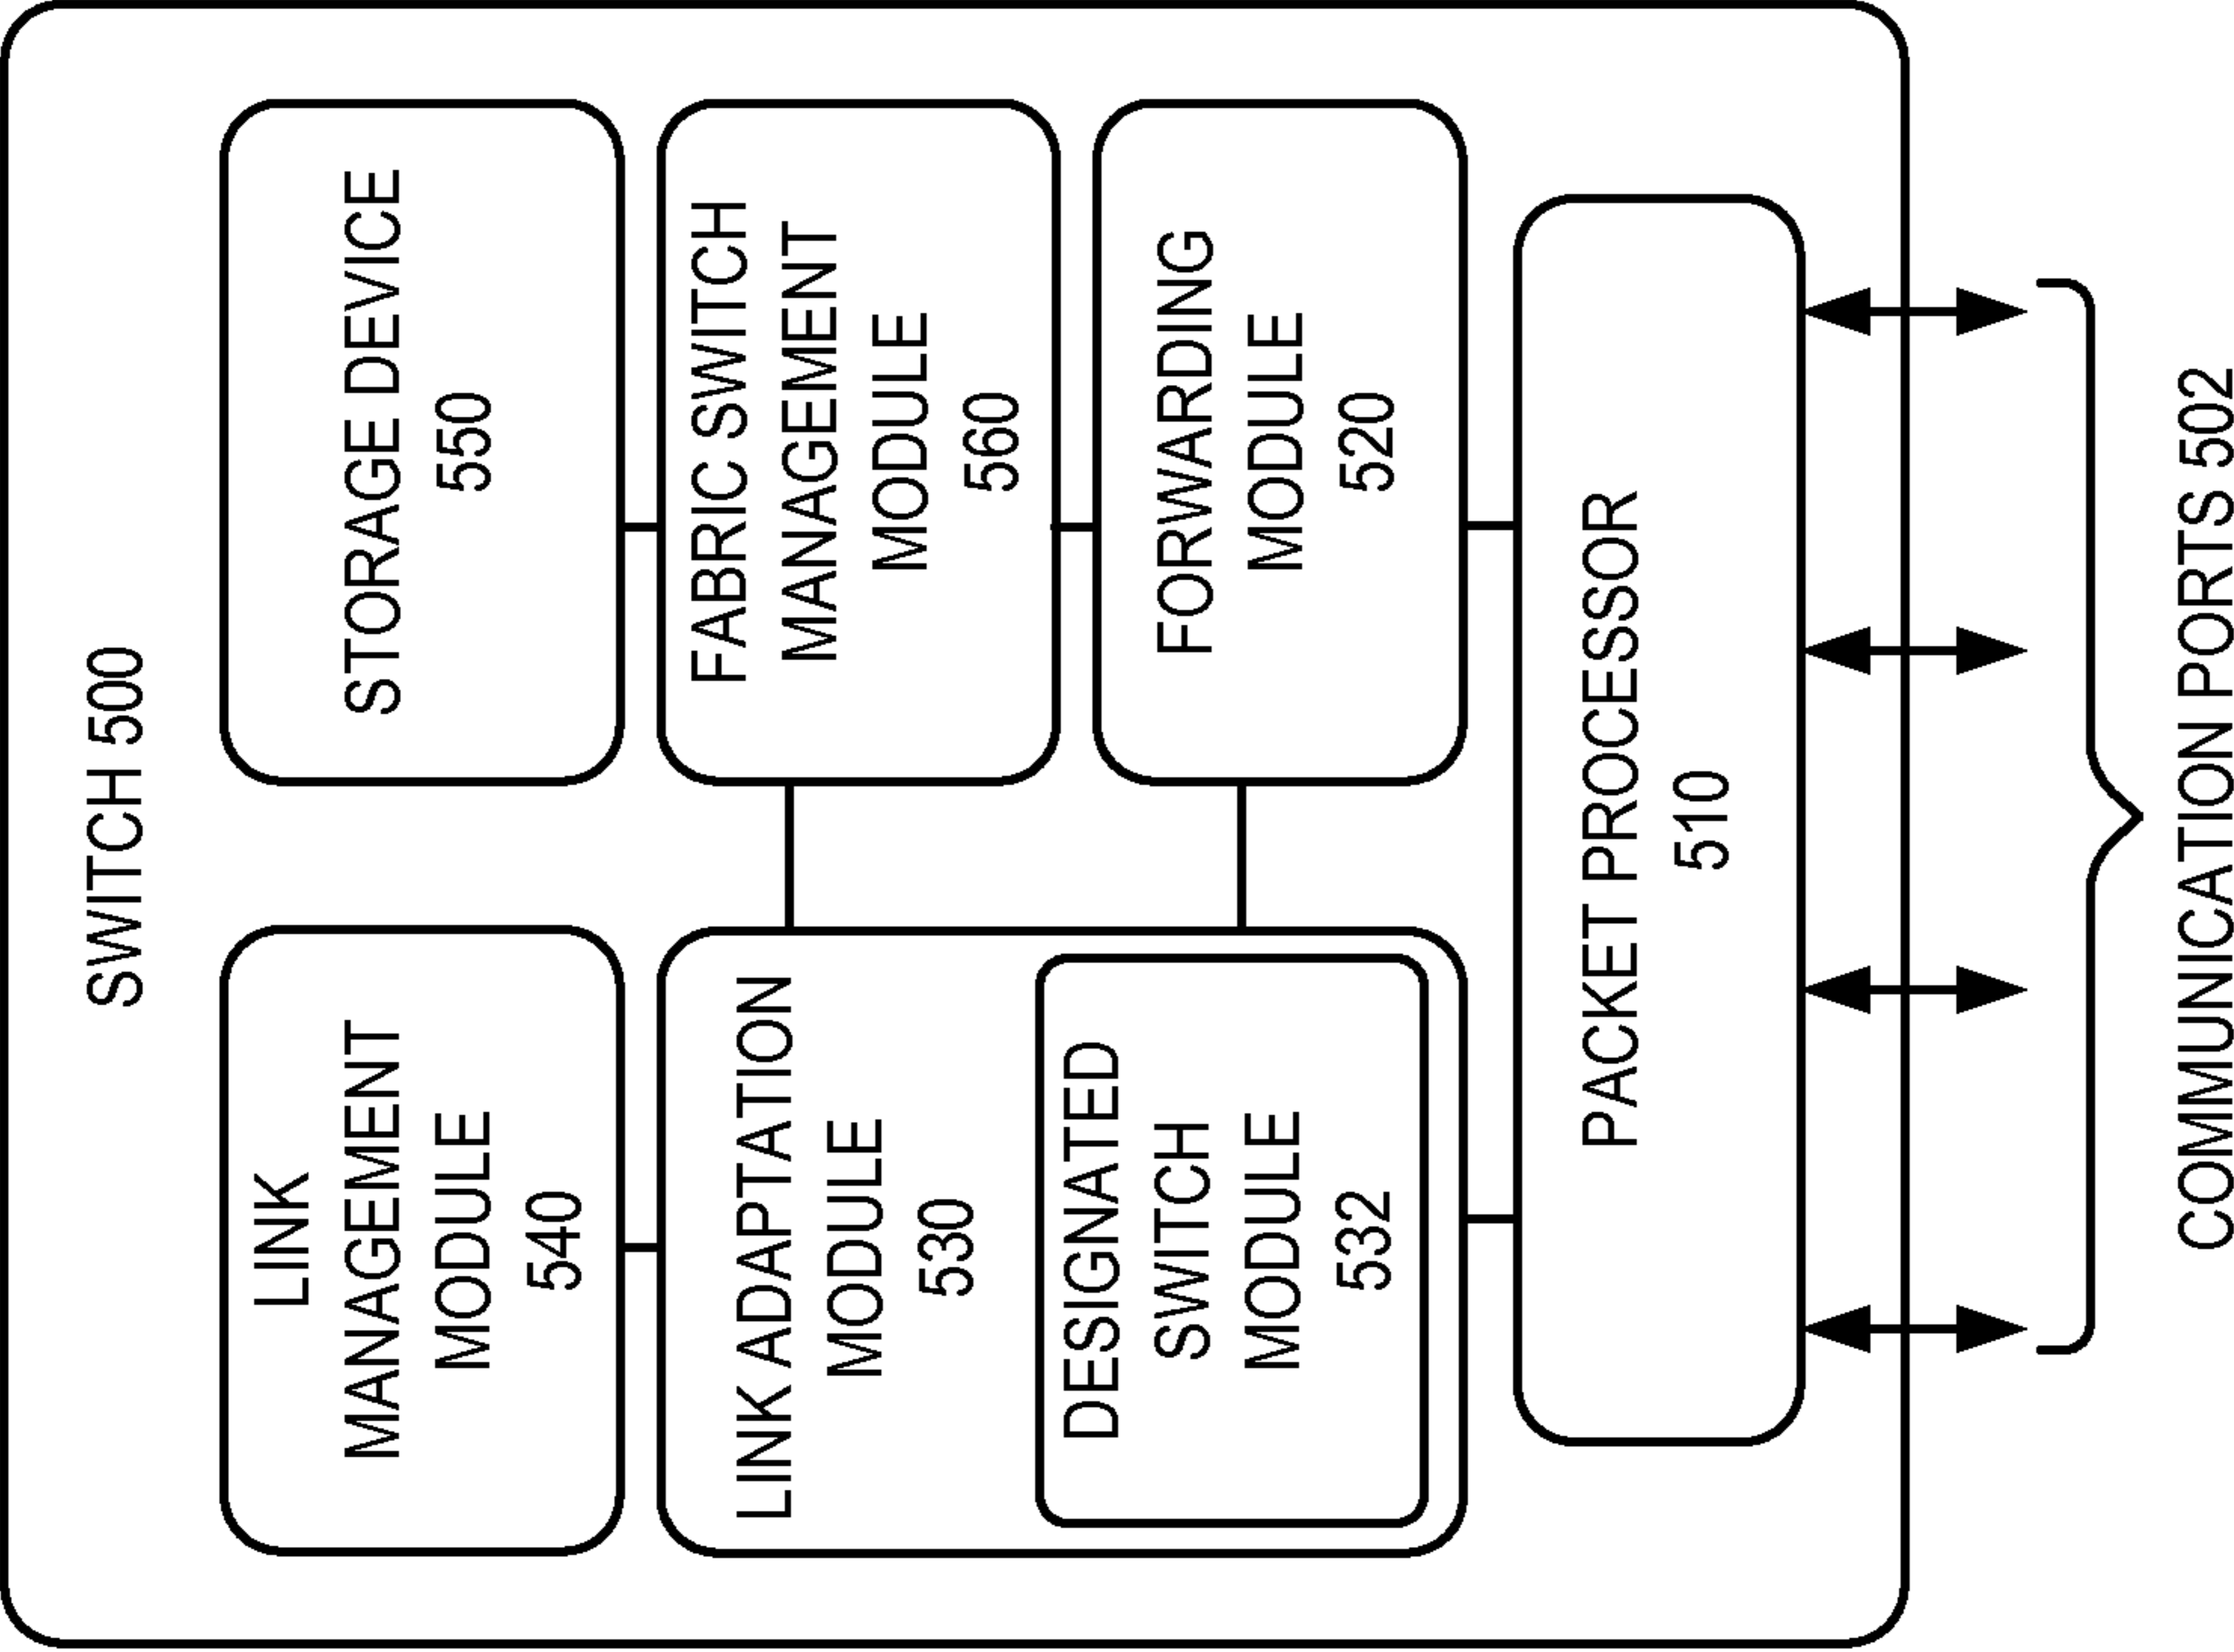 SWITCH 500
LINK
MANAGEMENT
MODULE
540
STORAGE DEVICE
550
LINK ADAPTATION
MODULE
530
DESIGNATED
SWITCH
MODULE
532
FABRIC SWITCH
MANAGEMENT
MODULE
560
FORWARDING
MODULE
520
PACKET PROCESSOR
510
COMMUNICATION PORTS 502